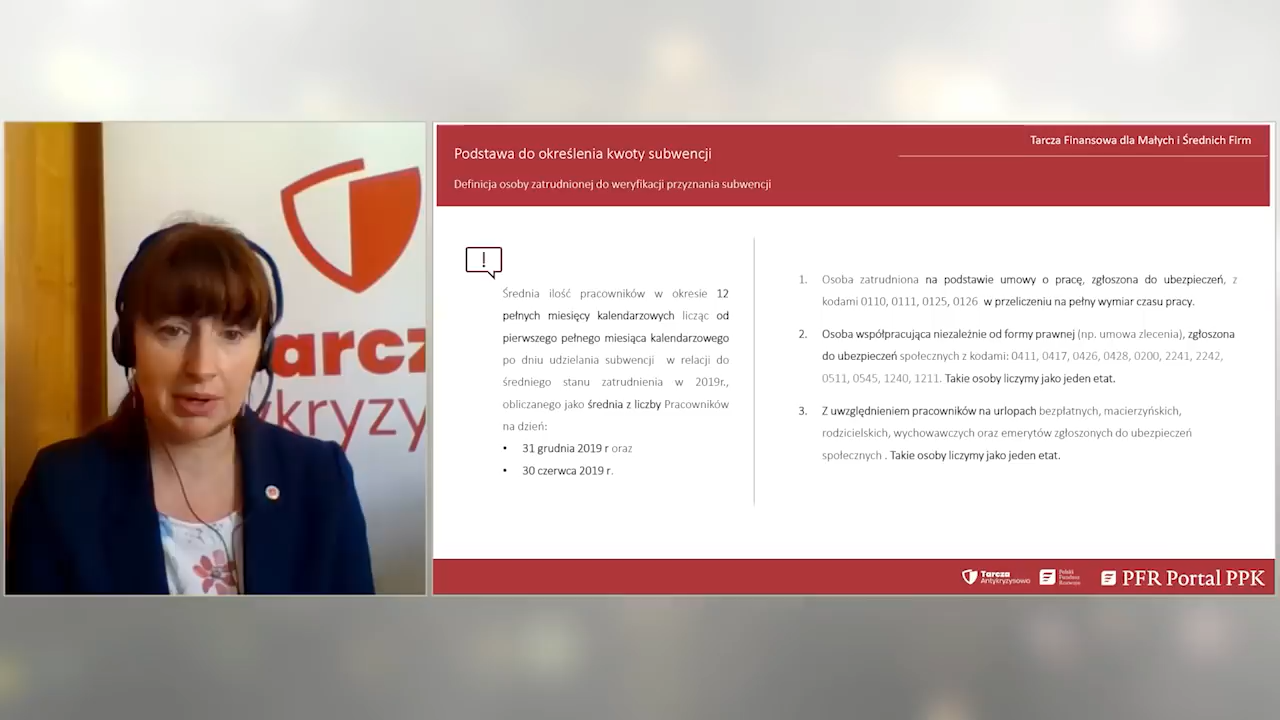 arcz
ykryzy
Podstawa do określenia kwoty subwencji
Tarcza Finansowa dla Małych i Średnich Firm
Definicja osoby zatrudnionej do weryfikacji przyznania subwencji
!
Średnia ilość pracowników w okresie 12
pełnych miesięcy kalendarzowych licząc od
pierwszego pełnego miesiąca kalendarzowego
po dniu udzielania subwencji w relacji do
średniego stanu zatrudnienia w 2019r.,
obliczanego jako średnia z liczby Pracowników
na dzień:
• 31 grudnia 2019 r oraz
• 30 czerwca 2019 r.
1. Osoba zatrudniona na podstawie umowy o pracę, zgłoszona do ubezpieczeń, z
kodami 0110, 0111, 0125, 0126 w przeliczeniu na pełny wymiar czasu pracy.
2. Osoba współpracująca niezależnie od formy prawnej (np. umowa zlecenia), zgłoszona
do ubezpieczeń społecznych z kodami: 0411, 0417, 0426, 0428, 0200, 2241, 2242,
0511, 0545, 1240, 1211. Takie osoby liczymy jako jeden etat.
3. Z uwzględnieniem pracowników na urlopach bezpłatnych, macierzyńskich,
rodzicielskich, wychowawczych oraz emerytów zgłoszonych do ubezpieczeń
społecznych . Takie osoby liczymy jako jeden etat.
Tarcza
Antykryzysowa
Polski
Fundusz
Rozwoju
PFR Portal PPK